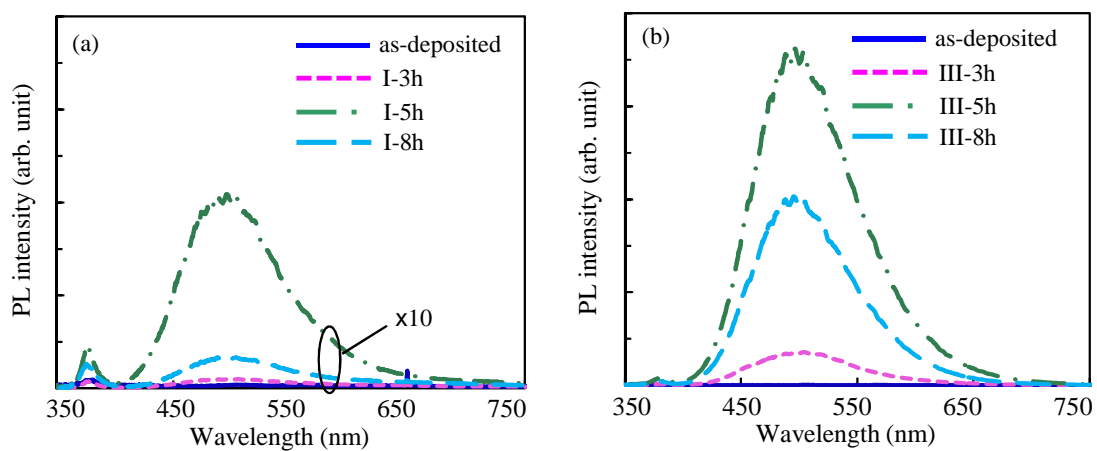 (a)
as-deposited
I-3h
I-5h
I-8h
x10
PL intensity (arb. unit)
350 450 550 650 750
Wavelength (nm)
(b)
as-deposited
III-3h
III-5h
III-8h
PL intensity (arb. unit)
350 450 550 650 750
Wavelength (nm)